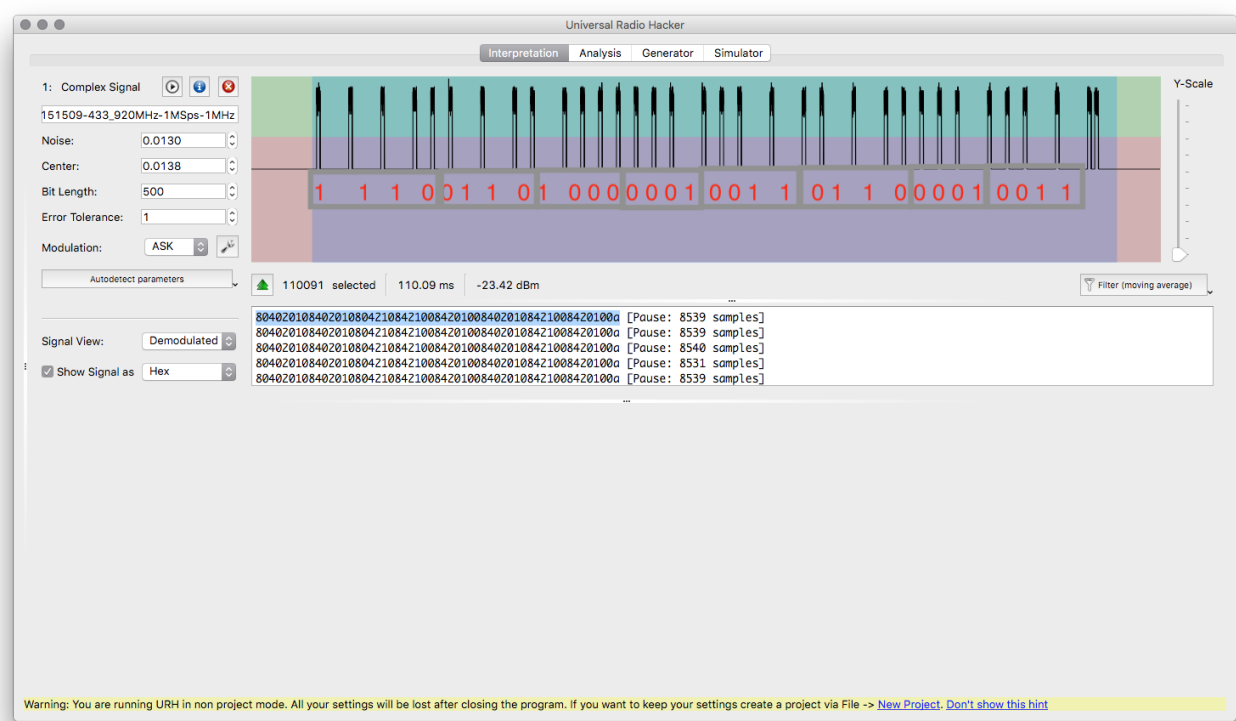 Universal Radio Hacker
Interpretation Analysis Generator Simulator
1: Complex Signal
151509-433_920MHz-1MSps-1MHz
Noise: 0.0130
Center: 0.0138
Bit Length: 500
Error Tolerance: 1
Modulation: ASK
Autodetect parameters
Signal View: Demodulated
Show Signal as Hex
Y-Scale
1 1 1 0 0 1 1 0 1 0 0 0 0 0 0 1 0 0 1 1 0 1 1 0 0 0 0 1 0 0 1 1
110091 selected 110.09 ms -23.42 dBm
Filter (moving average)
804020108402010804210842100842010084020108421008420100a [Pause: 8539 samples]
804020108402010804210842100842010084020108421008420100a [Pause: 8539 samples]
804020108402010804210842100842010084020108421008420100a [Pause: 8540 samples]
804020108402010804210842100842010084020108421008420100a [Pause: 8531 samples]
804020108402010804210842100842010084020108421008420100a [Pause: 8539 samples]
Warning: You are running URH in non project mode. All your settings will be lost after closing the program. If you want to keep your settings create a project via File -> New Project. Don't show this hint